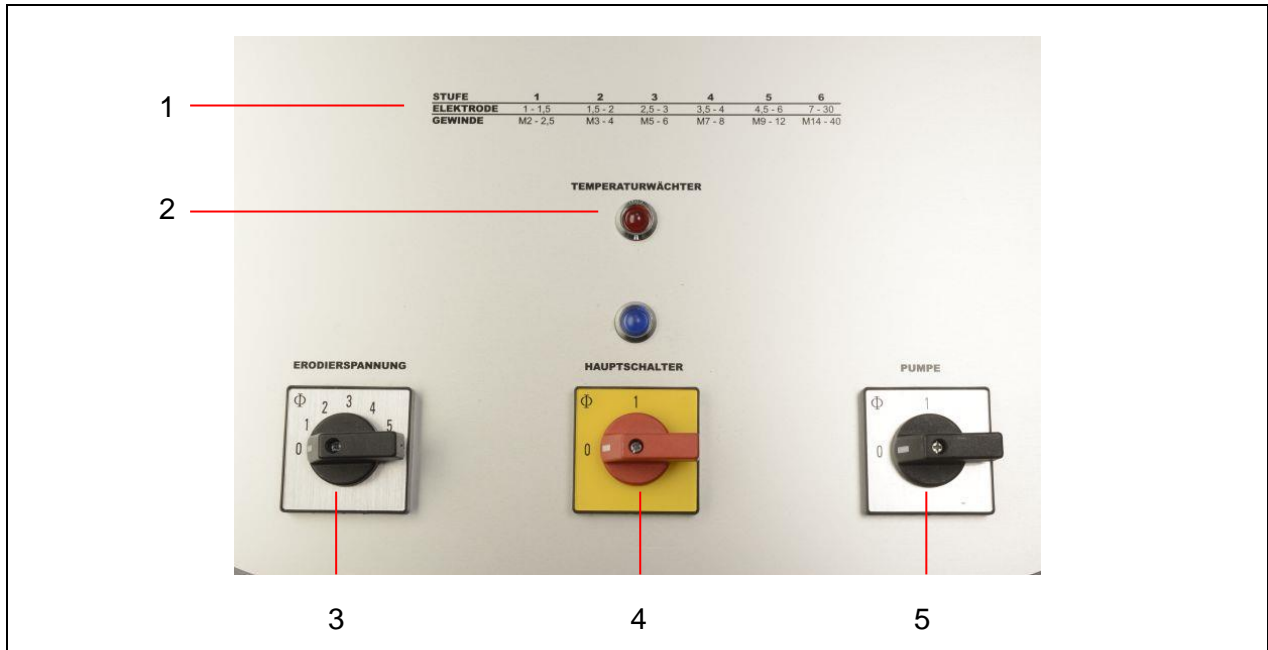 STUFE 1 2 3 4 5 6
1 ELEKTRODE 1 - 1,5 1,5 - 2 2,5 - 3 3,5 - 4 4,5 - 6 7 - 30
GEWINDE M2 - 2,5 M3 - 4 M5 - 6 M7 - 8 M9 - 12 M14 - 40
TEMPERATURWÄCHTER
2
ERODIERSPANNUNG HAUPTSCHALTER PUMPE
Φ 0 1 2 3 4 5
Φ 0 1
Φ 0 1
3 4 5